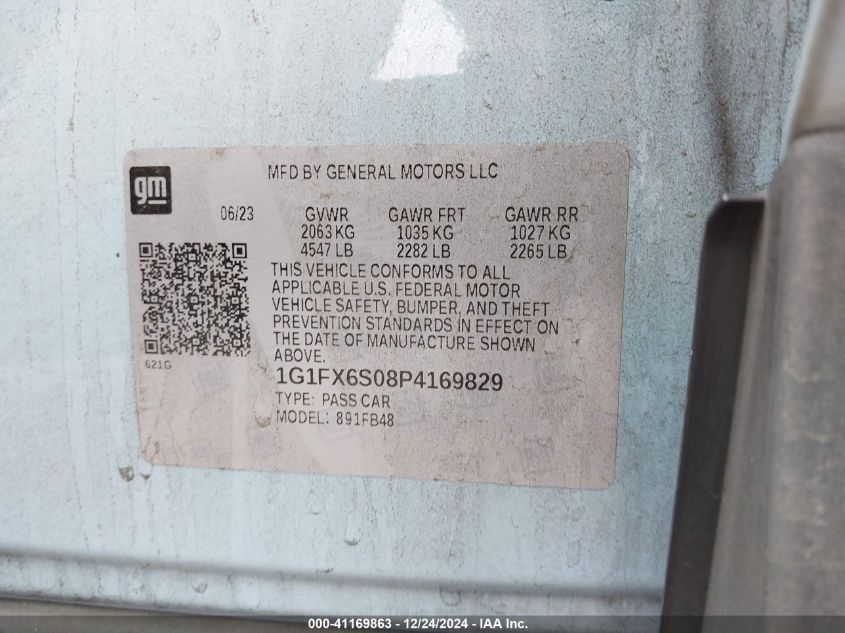 gm
MFD BY GENERAL MOTORS LLC
06/23 GVWR GAWR FRT GAWR RR
2063 KG 1035 KG 1027 KG
4547 LB 2282 LB 2265 LB
THIS VEHICLE CONFORMS TO ALL
APPLICABLE U.S. FEDERAL MOTOR
VEHICLE SAFETY, BUMPER, AND THEFT
PREVENTION STANDARDS IN EFFECT ON
THE DATE OF MANUFACTURE SHOWN
ABOVE.
621G
1G1FX6S08P4169829
TYPE: PASS CAR
MODEL: 891FB48
000-41169863 - 12/24/2024 - IAA Inc.